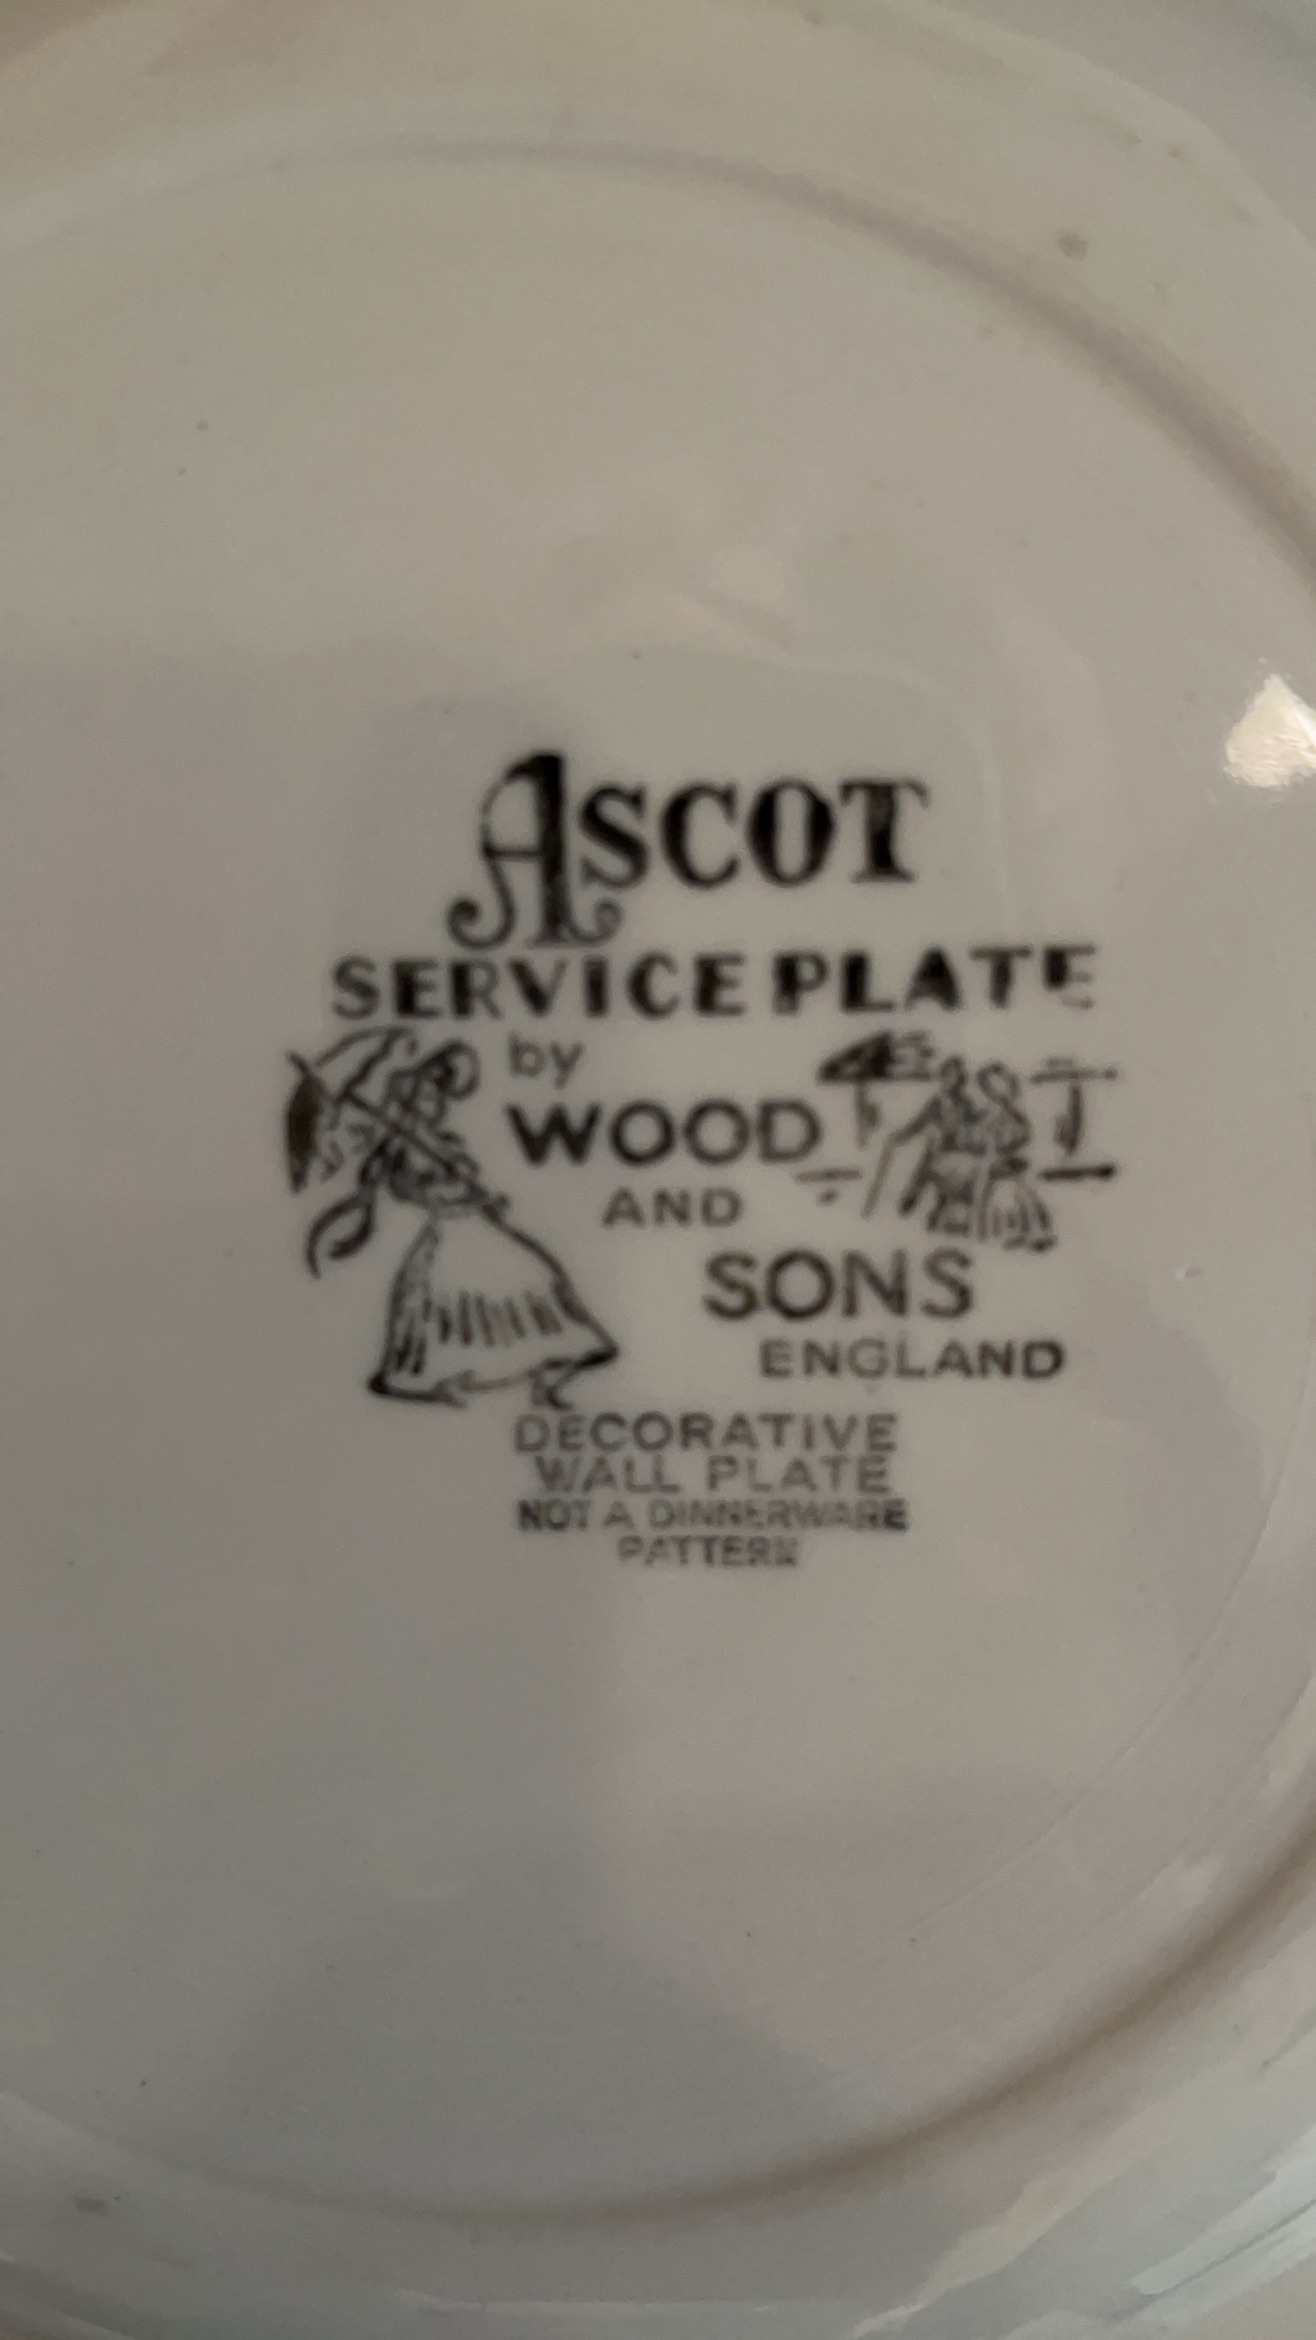 ASCOT
SERVICE PLATE
by
WOOD
AND
SONS
ENGLAND
DECORATIVE
WALL PLATE
NOT A DINNERWARE
PATTERN